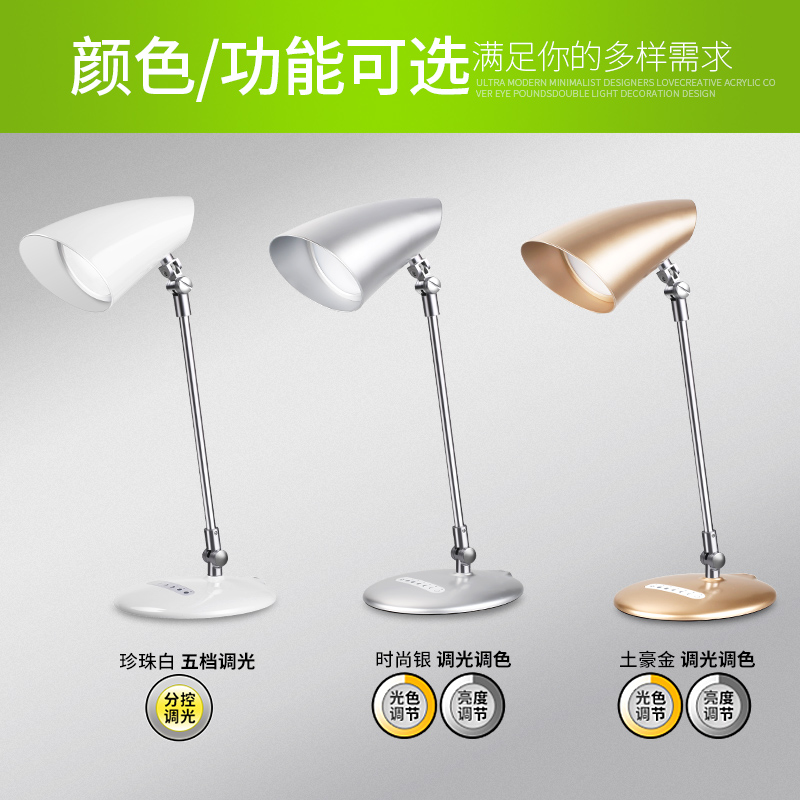 颜色/功能可选
满足你的多样需求
ULTRA MODERN MINIMALIST DESIGNERS LOVECREATIVE ACRYLIC CO
VER EYE POUNDSDOUBLE LIGHT DECORATION DESIGN
珍珠白 五档调光
分控
调光
时尚银 调光调色
光色
调节
亮度
调节
土豪金 调光调色
光色
调节
亮度
调节